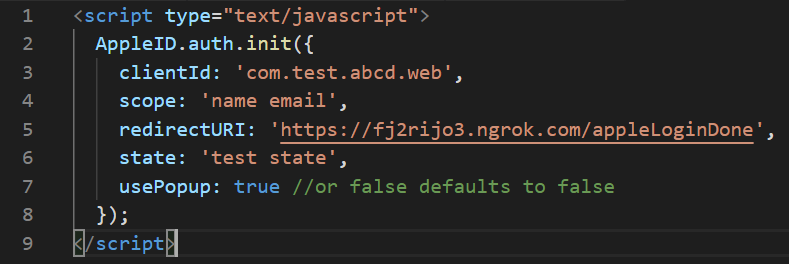 1 <script type="text/javascript">
2 AppleID.auth.init({
3 clientId: 'com.test.abcd.web',
4 scope: 'name email',
5 redirectURI: 'https://fj2rijo3.ngrok.com/appleLoginDone',
6 state: 'test state',
7 usePopup: true //or false defaults to false
8 });
9 </script>